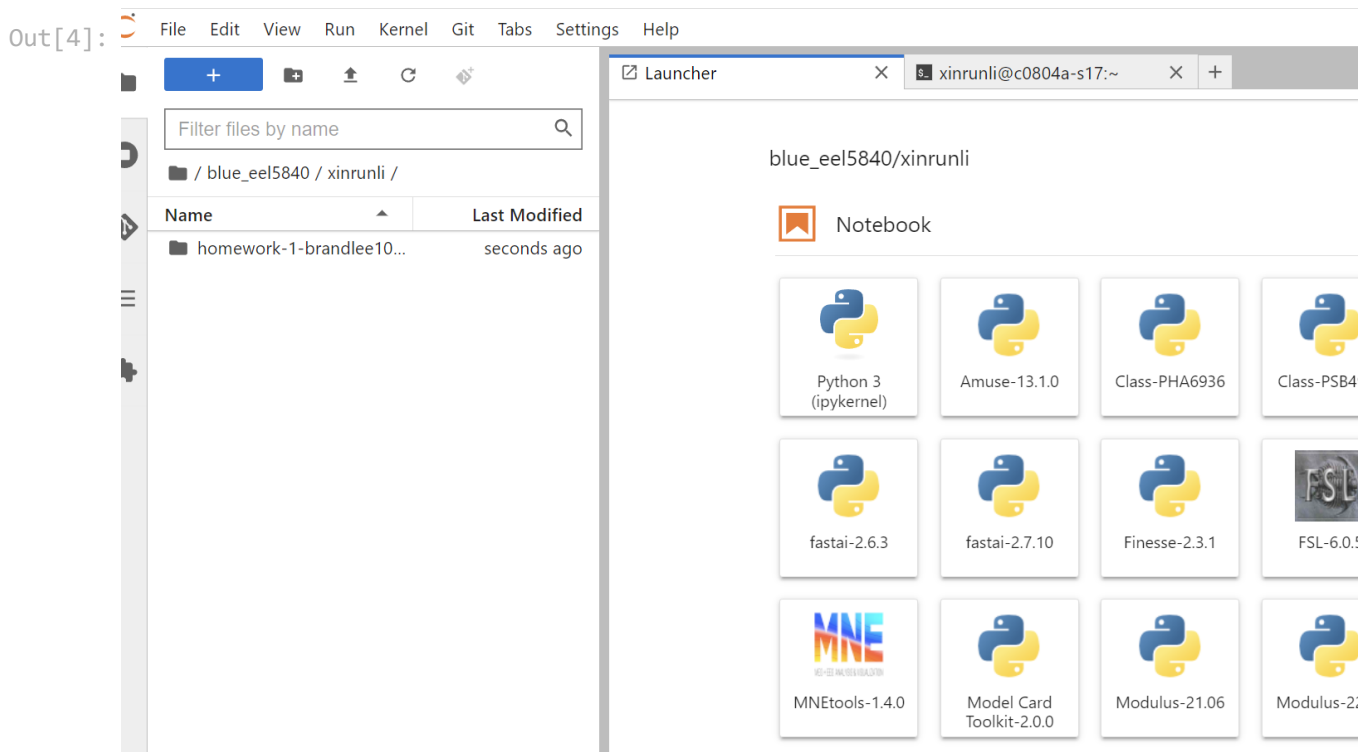 Out[4]:
File Edit View Run Kernel Git Tabs Settings Help
+
Launcher
xinrunli@c0804a-s17:~
+
Filter files by name
/ blue_eel5840 / xinrunli /
Name Last Modified
homework-1-brandlee10... seconds ago
blue_eel5840/xinrunli
Notebook
Python 3
(ipykernel)
Amuse-13.1.0
Class-PHA6936
Class-PSB4
fastai-2.6.3
fastai-2.7.10
Finesse-2.3.1
FSL
FSL-6.0.5
MNE
MNEtools-1.4.0
Model Card
Toolkit-2.0.0
Modulus-21.06
Modulus-22